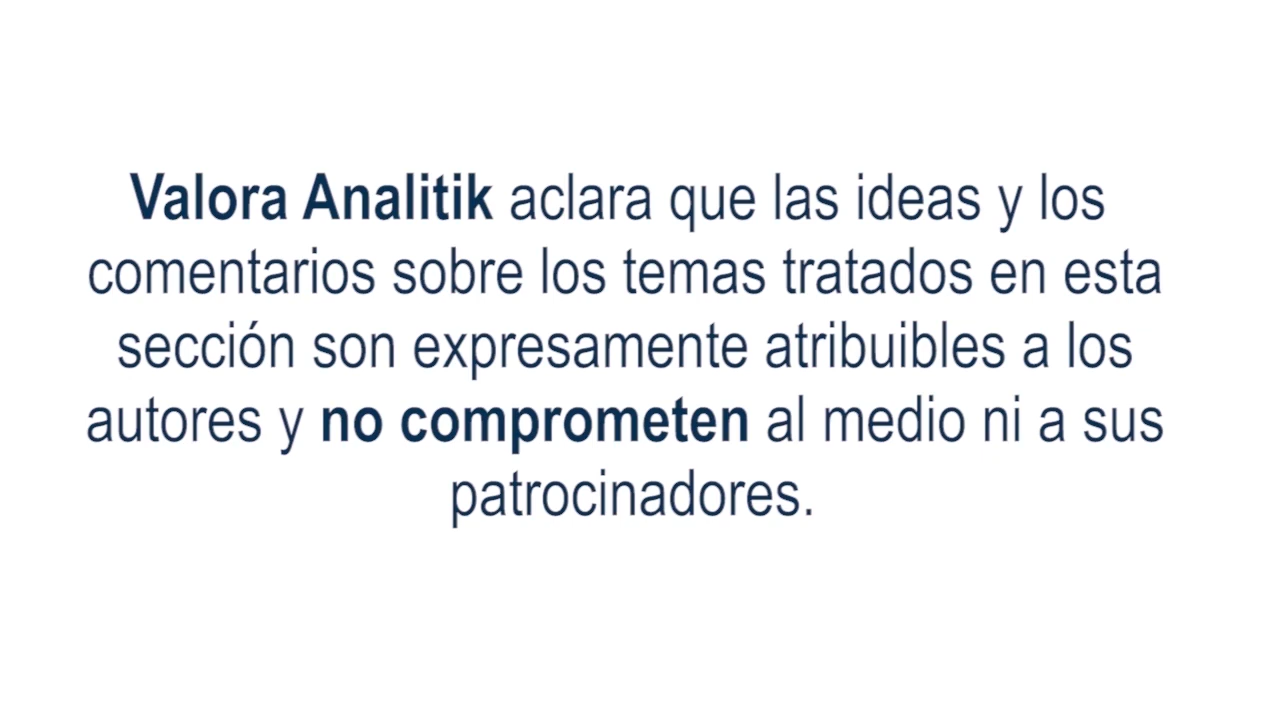 Valora Analitik aclara que las ideas y los
comentarios sobre los temas tratados en esta
sección son expresamente atribuibles a los
autores y no comprometen al medio ni a sus
patrocinadores.